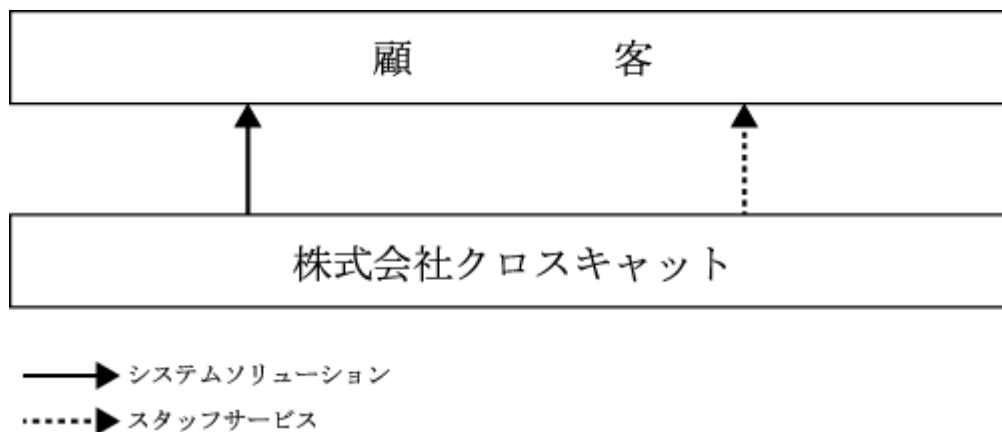 顧客
株式会社クロスキャット
システムソリューション
スタッフサービス